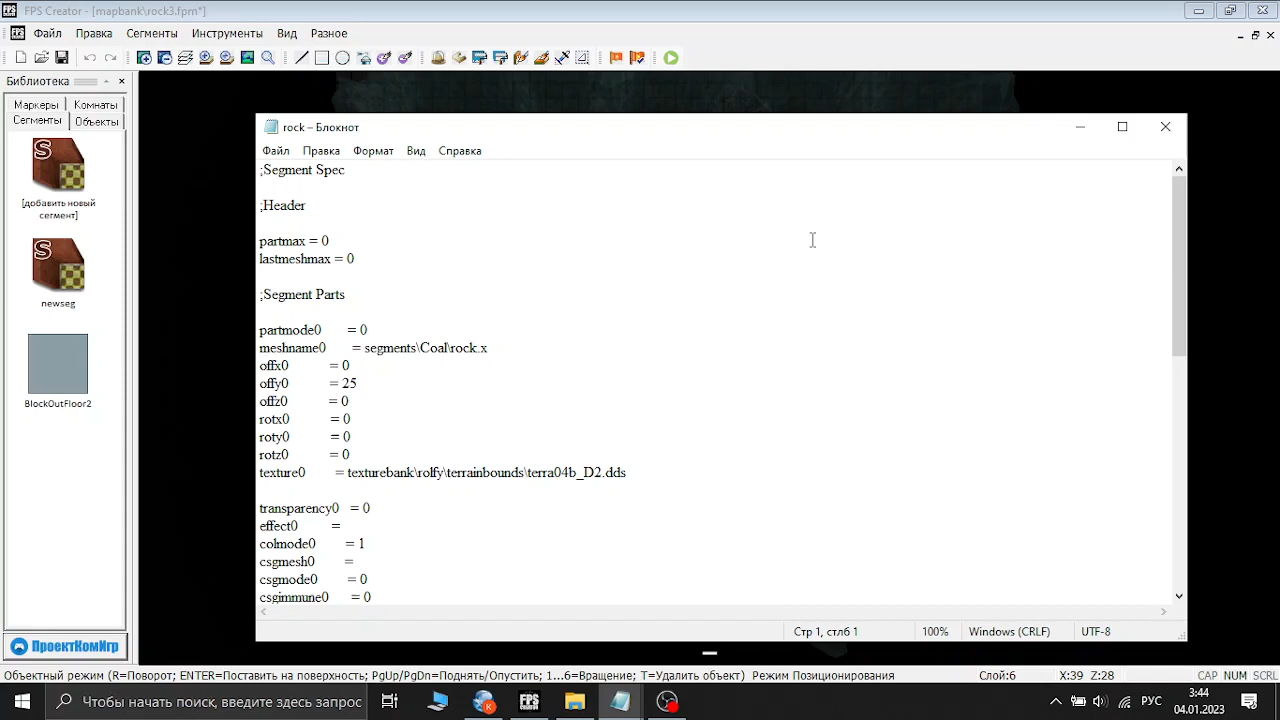 FPS Creator - [mapbank\rock3.fpm*]
Файл Правка Сегменты Инструменты Вид Разное
Библиотека
Маркеры Комнаты
Сегменты Объекты
[добавить новый
сегмент]
newseg
BlockOutFloor2
ПроектКомИгр
rock – Блокнот
Файл Правка Формат Вид Справка
;Segment Spec
;Header
partmax = 0
lastmeshmax = 0
;Segment Parts
partmode0 = 0
meshname0 = segments\Coal\rock.x
offx0 = 0
offy0 = 25
offz0 = 0
rotx0 = 0
roty0 = 0
rotz0 = 0
texture0 = texturebank\rolfy\terrainbounds\terra04b_D2.dds
transparency0 = 0
effect0 =
colmode0 = 1
csgmesh0 =
csgmode0 = 0
csgimmune0 = 0
Стр 1, стлб 1 100% Windows (CRLF) UTF-8
Объектный режим (R=Поворот; ENTER=Поставить на поверхность; PgUp/PgDn=Поднять/Опустить; 1...6=Вращение; T=Удалить объект) Режим Позиционирования Слой:6 X:39 Z:28 CAP NUM SCRL
Чтобы начать поиск, введите здесь запрос
РУС
3:44
04.01.2023